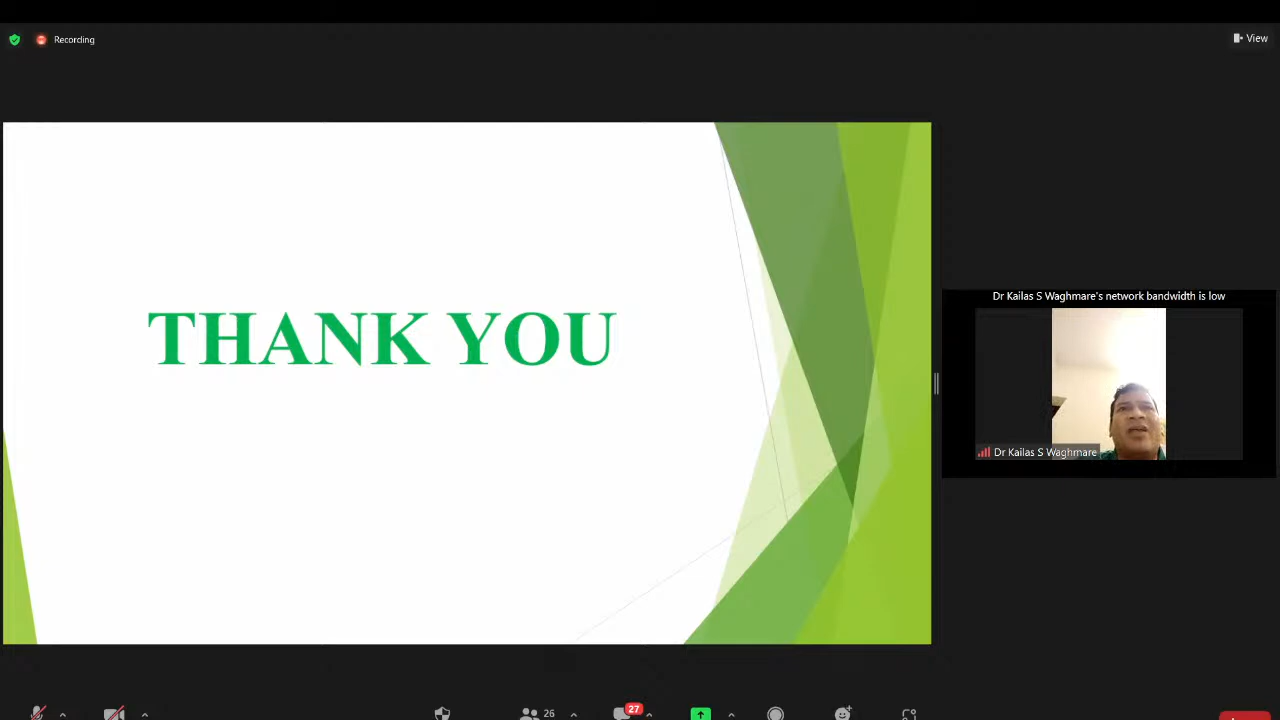 Recording
View
THANK YOU
Dr Kailas S Waghmare's network bandwidth is low
Dr Kailas S Waghmare
26
27